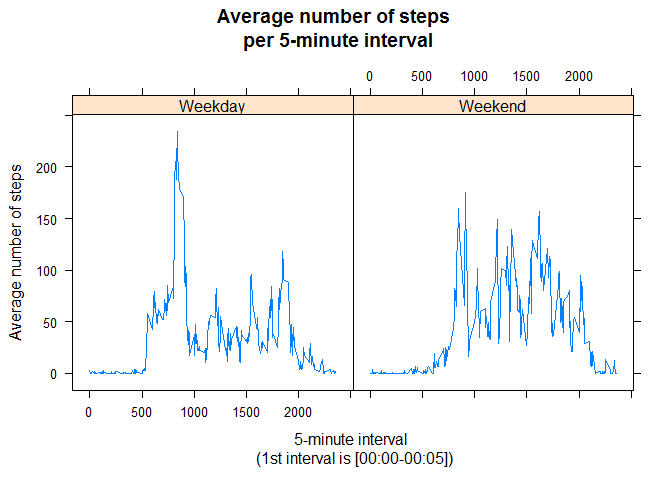 Average number of steps
per 5-minute interval
0 500 1000 1500 2000
Weekday Weekend
Average number of steps
200
150
100
50
0
0 500 1000 1500 2000
5-minute interval
(1st interval is [00:00-00:05])